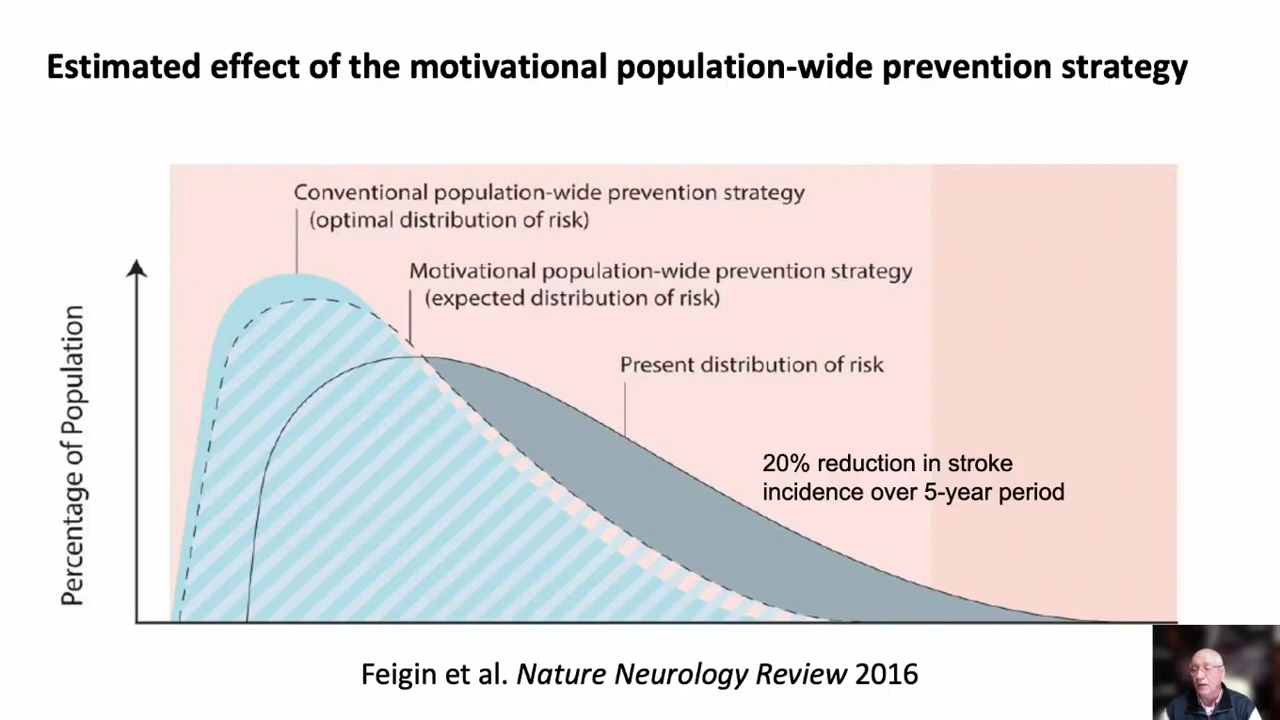 Estimated effect of the motivational population-wide prevention strategy
Conventional population-wide prevention strategy
(optimal distribution of risk)
Motivational population-wide prevention strategy
(expected distribution of risk)
Present distribution of risk
20% reduction in stroke
incidence over 5-year period
Percentage of Population
Feigin et al. Nature Neurology Review 2016